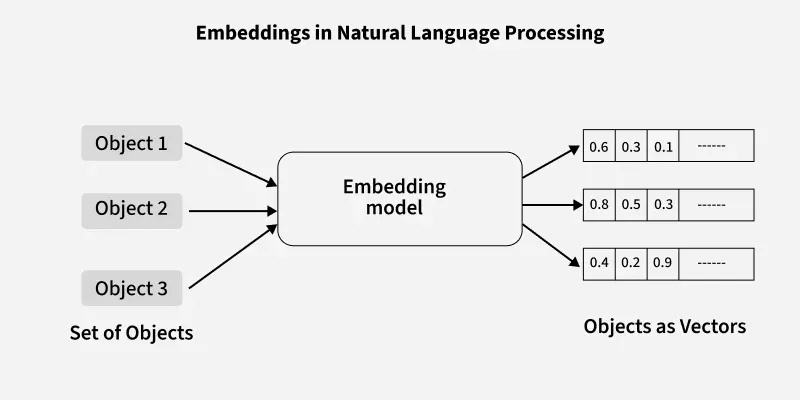 Embeddings in Natural Language Processing
Object 1
Object 2
Object 3
Set of Objects
Embedding
model
0.6 0.3 0.1 ------
0.8 0.5 0.3 ------
0.4 0.2 0.9 ------
Objects as Vectors